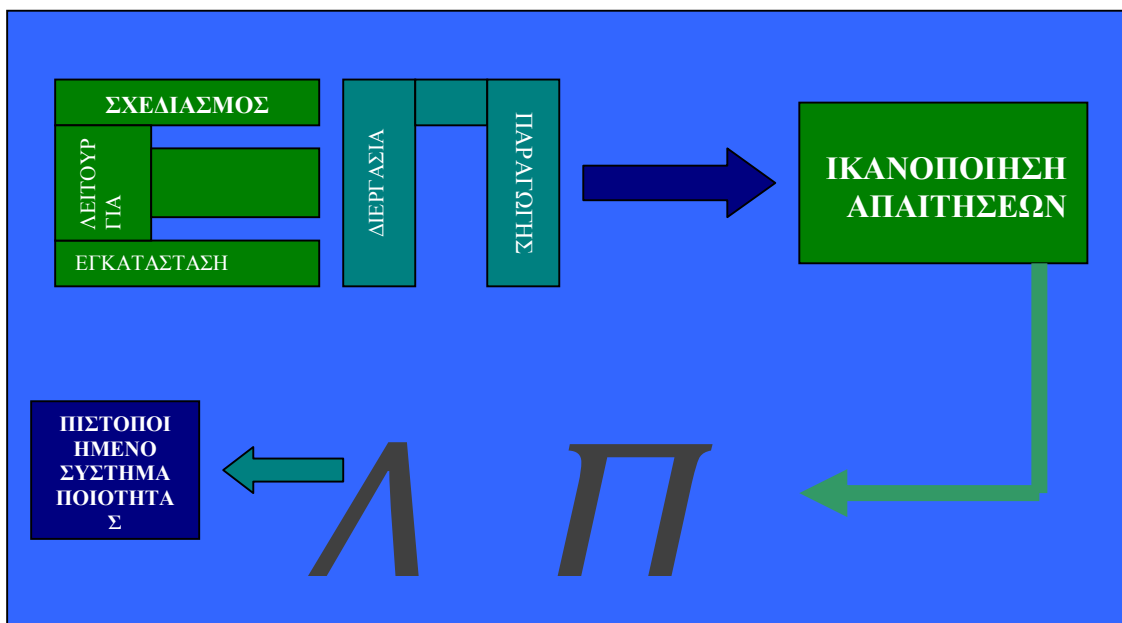 ΣΧΕΔΙΑΣΜΟΣ
ΛΕΙΤΟΥΡ
ΓΙΑ
ΕΓΚΑΤΑΣΤΑΣΗ
ΔΙΕΡΓΑΣΙΑ
ΠΑΡΑΓΩΓΗΣ
ΙΚΑΝΟΠΟΙΗΣΗ
ΑΠΑΙΤΗΣΕΩΝ
ΠΙΣΤΟΠΟΙ
ΗΜΕΝΟ
ΣΥΣΤΗΜΑ
ΠΟΙΟΤΗΤΑ
Σ
Λ Π